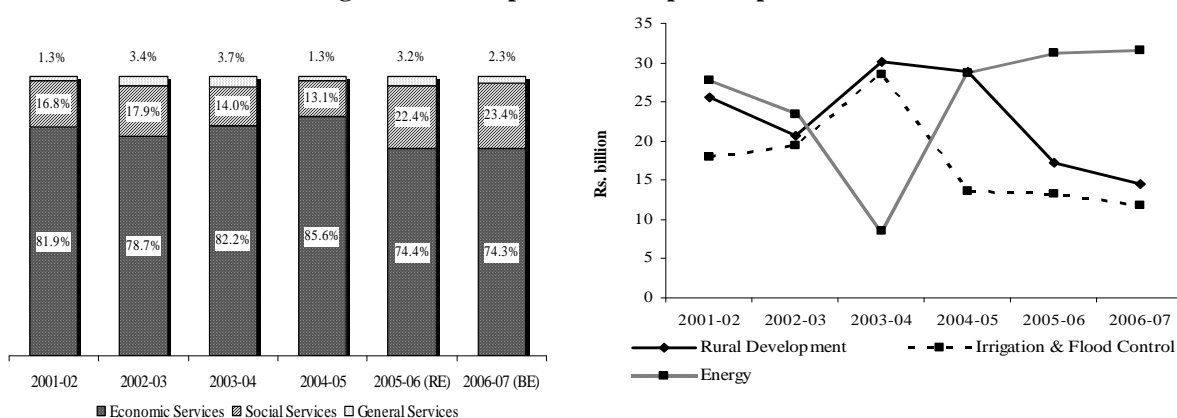 1.3% 3.4% 3.7% 1.3% 3.2% 2.3%
16.8% 17.9% 14.0% 13.1% 22.4% 23.4%
81.9% 78.7% 82.2% 85.6% 74.4% 74.3%
2001-02 2002-03 2003-04 2004-05 2005-06 (RE) 2006-07 (BE)
Economic Services Social Services General Services
Rs. billion
35
30
25
20
15
10
5
0
2001-02 2002-03 2003-04 2004-05 2005-06 2006-07
Rural Development Irrigation & Flood Control
Energy